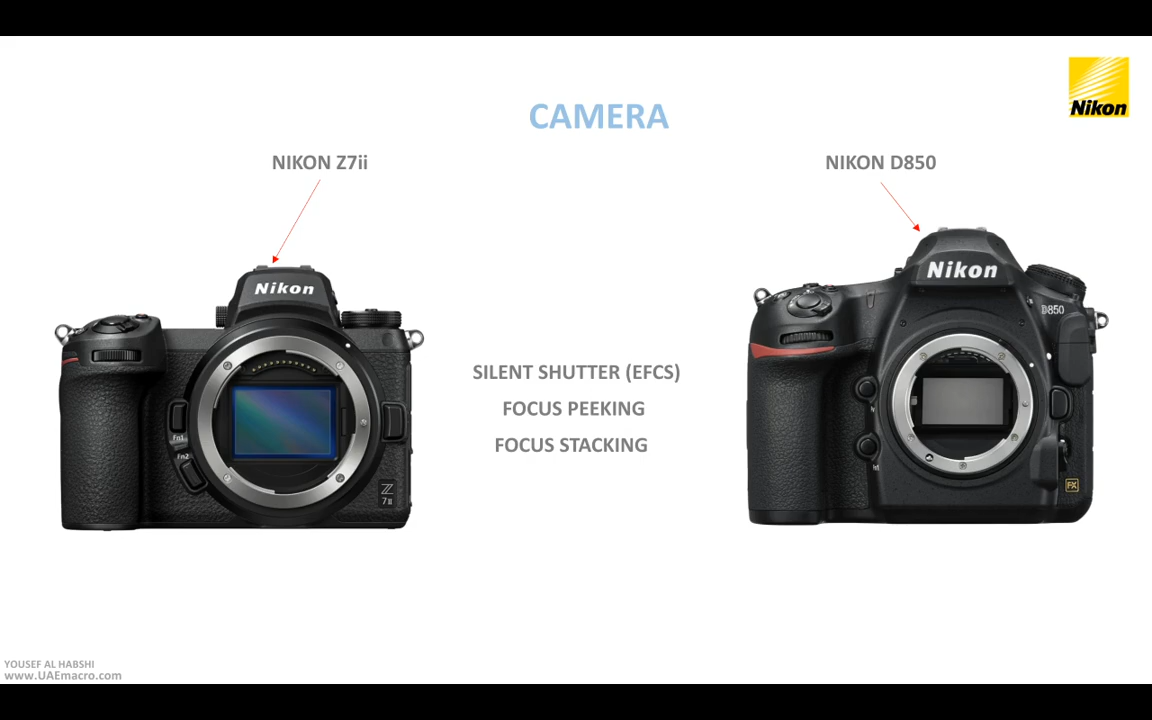 CAMERA
Nikon
NIKON Z7ii
NIKON D850
Nikon
Nikon
D850
SILENT SHUTTER (EFCS)
FOCUS PEEKING
FOCUS STACKING
Fn1
Fn2
Z
7II
FX
YOUSEF AL HABSHI
www.UAEmacro.com